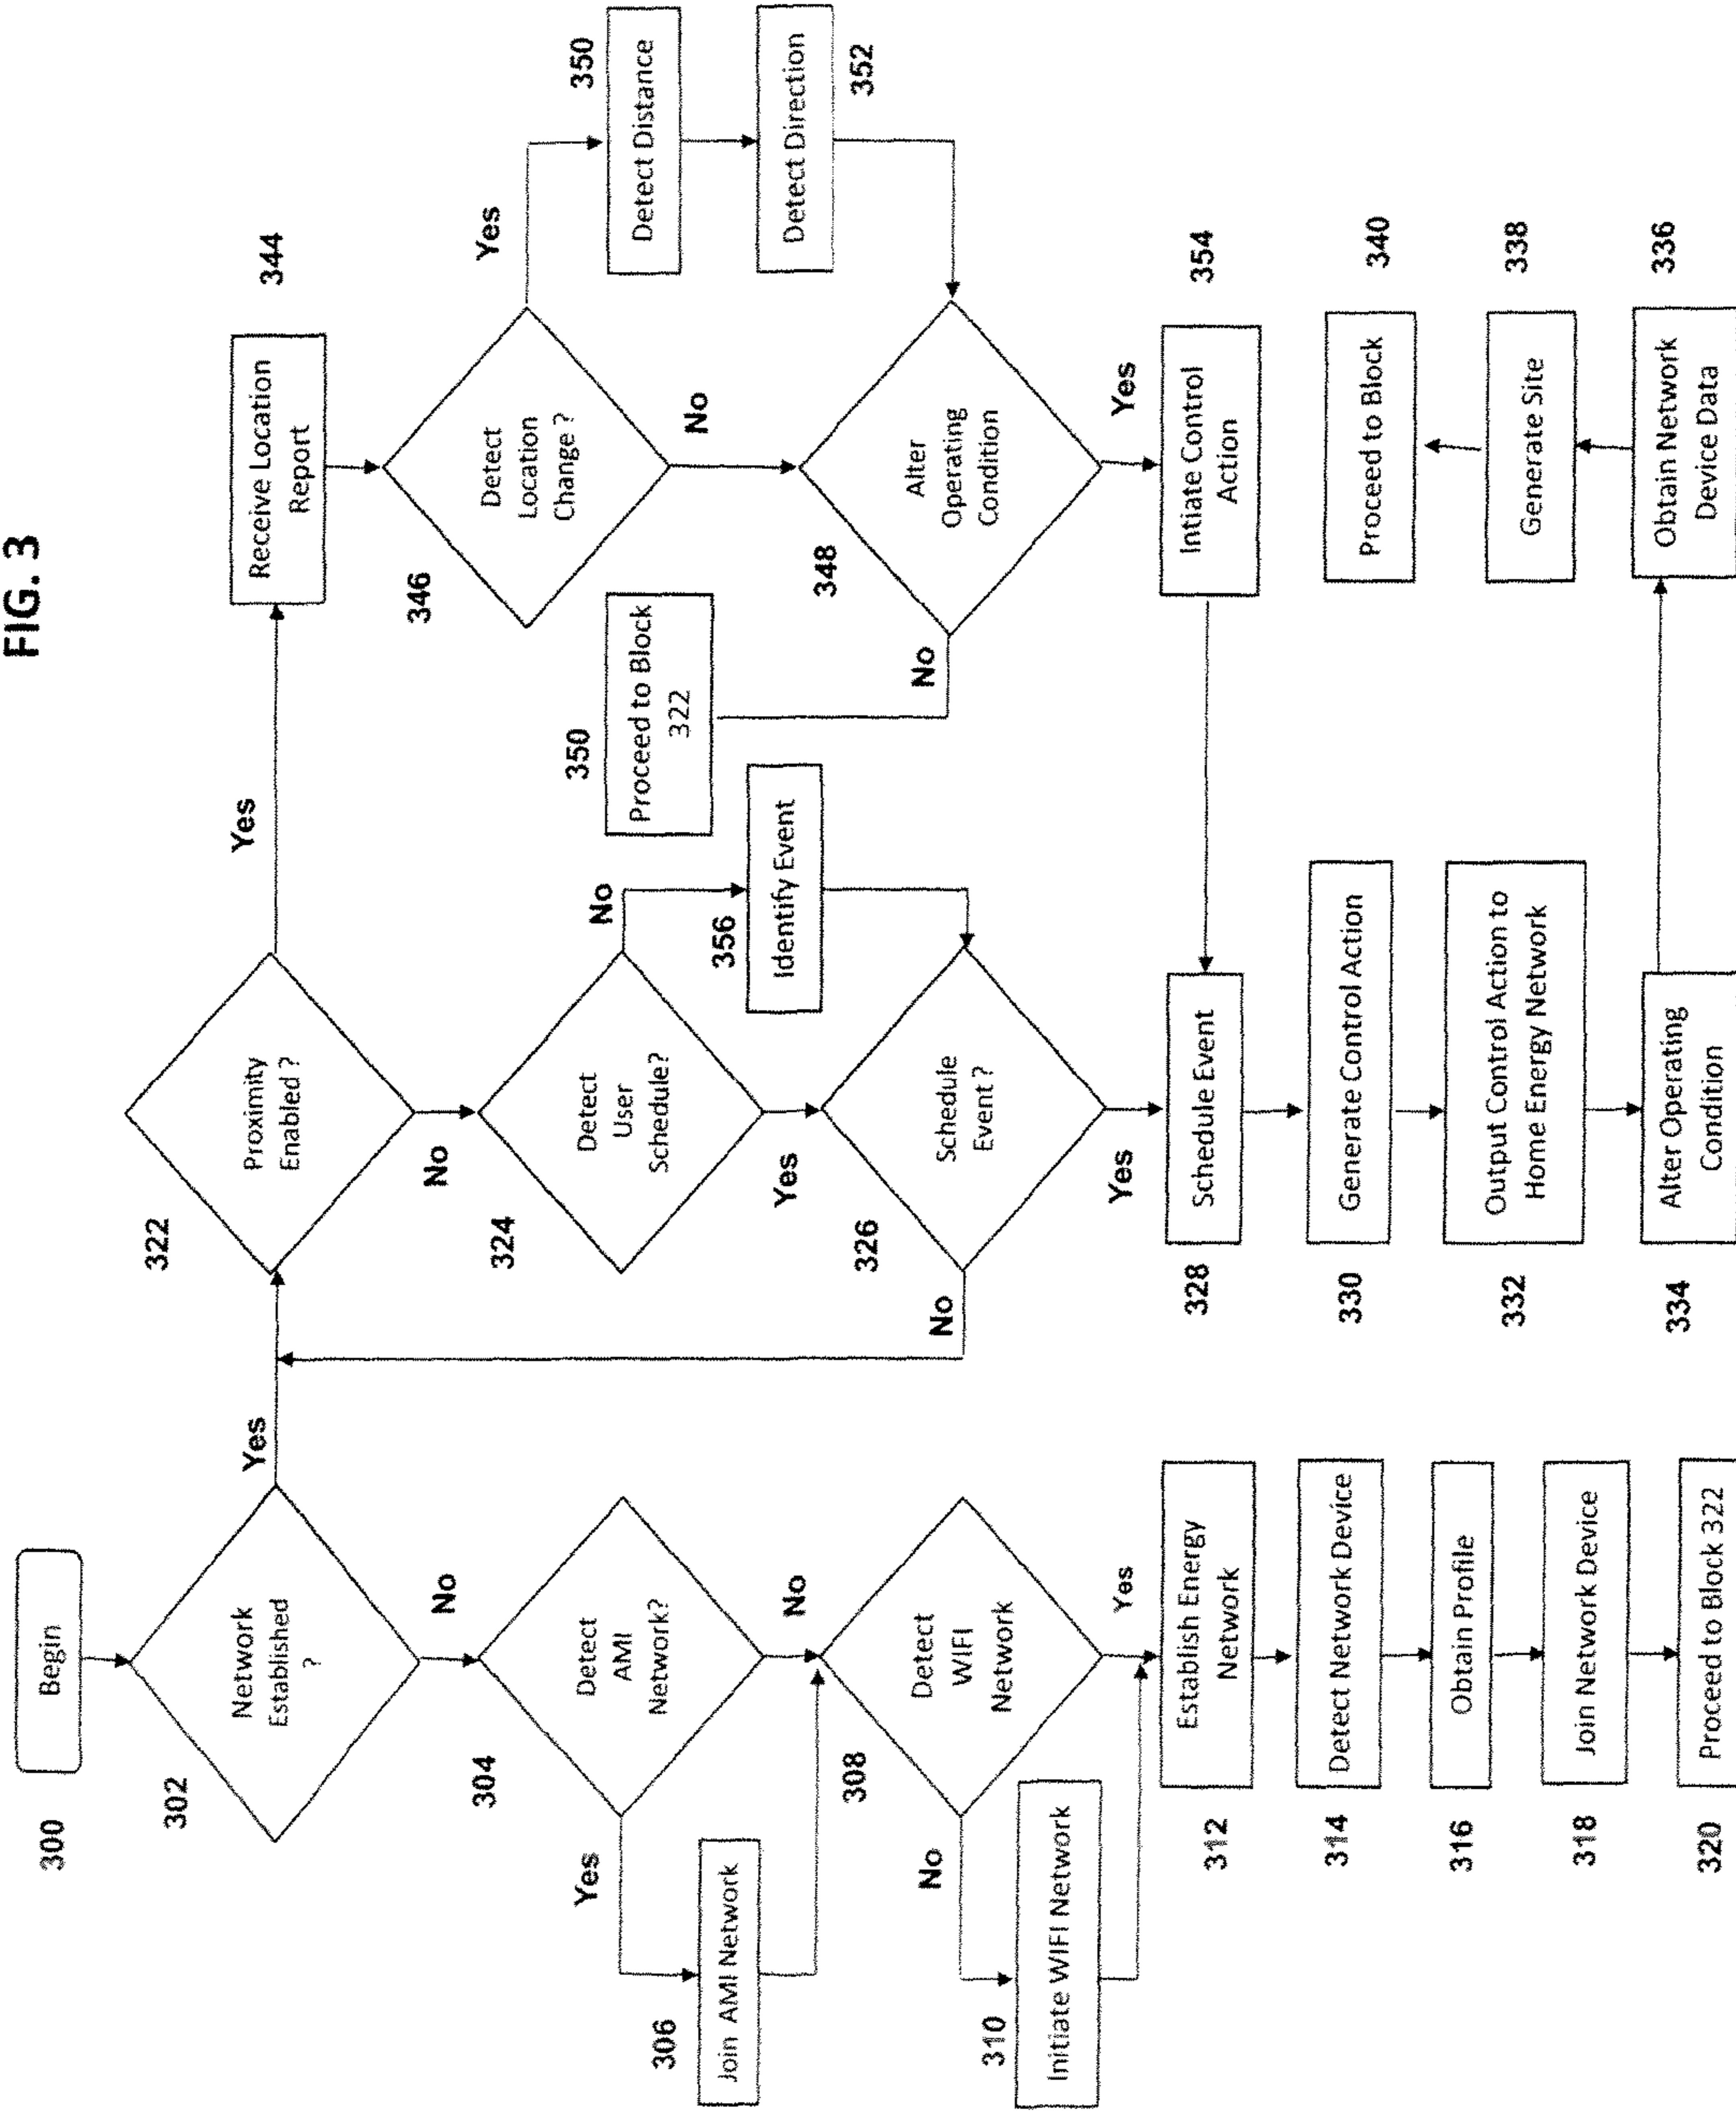 FIG. 3
300
Begin
302
Network
Established
?
Yes
No
304
Detect
AMI
Network?
Yes
No
306
Join AMI Network
308
Detect
WIFI
Network
No
Yes
310
Initiate WIFI Network
312
Establish Energy
Network
314
Detect Network Device
316
Obtain Profile
318
Join Network Device
320
Proceed to Block 322
322
Proximity
Enabled ?
Yes
No
324
Detect
User
Schedule?
No
Yes
356
Identify Event
326
Schedule
Event ?
No
Yes
328
Schedule Event
330
Generate Control Action
332
Output Control Action to
Home Energy Network
334
Alter Operating
Condition
344
Receive Location
Report
346
Detect
Location
Change ?
Yes
No
350
Detect Distance
Detect Direction
352
350
Proceed to Block
322
348
Alter
Operating
Condition
No
Yes
354
Intiate Control
Action
340
Proceed to Block
338
Generate Site
336
Obtain Network
Device Data